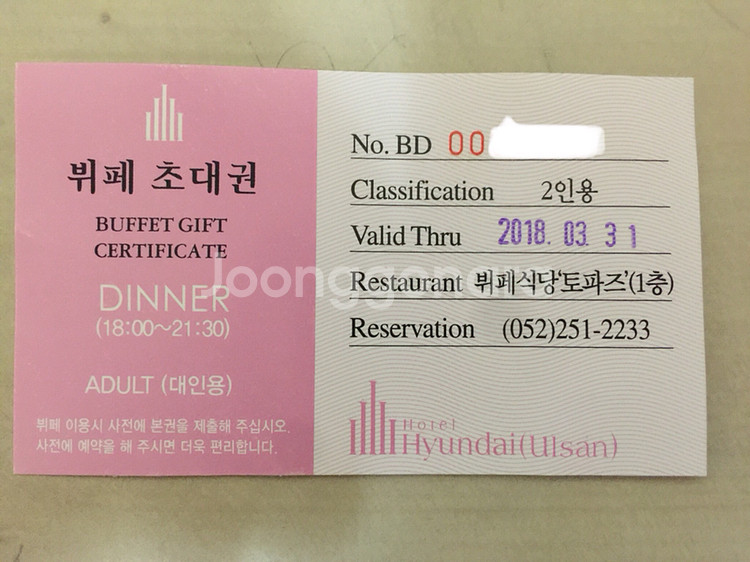 뷔페 초대권
BUFFET GIFT
CERTIFICATE
DINNER
(18:00~21:30)
ADULT (대인용)
뷔페 이용시 사전에 본권을 제출해 주십시오.
사전에 예약을 해 주시면 더욱 편리합니다.
No. BD 00
Classification 2인용
Valid Thru 2018. 03. 31
Restaurant 뷔페식당'토파즈'(1층)
Reservation (052)251-2233
Hotel
Hyundai(Ulsan)